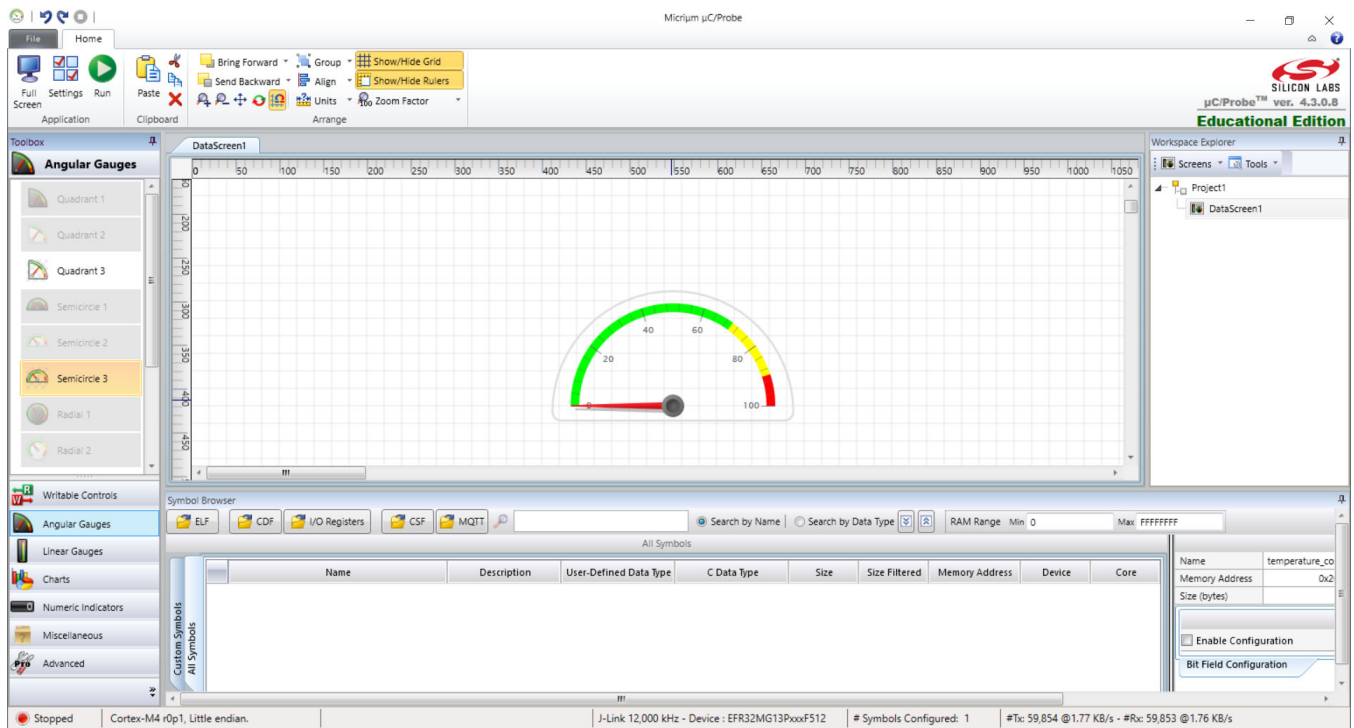 Micriµm µC/Probe
File
Home
Full Screen
Settings
Run
Application
Paste
Clipboard
Bring Forward
Group
Show/Hide Grid
Send Backward
Align
Show/Hide Rulers
Units
Zoom Factor
Arrange
SILICON LABS
µC/Probe™ ver. 4.3.0.8
Educational Edition
Toolbox
Angular Gauges
Quadrant 1
Quadrant 2
Quadrant 3
Semicircle 1
Semicircle 2
Semicircle 3
Radial 1
Radial 2
Writable Controls
Angular Gauges
Linear Gauges
Charts
Numeric Indicators
Miscellaneous
Advanced
DataScreen1
0 50 100 150 200 250 300 350 400 450 500 550 600 650 700 750 800 850 900 950 1000 1050
200
250
300
350
400
450
0
20
40
60
80
100
Workspace Explorer
Screens
Tools
Project1
DataScreen1
Symbol Browser
ELF
CDF
I/O Registers
CSF
MQTT
Search by Name
Search by Data Type
RAM Range Min 0 Max FFFFFFFF
All Symbols
Custom Symbols
All Symbols
Name Description User-Defined Data Type C Data Type Size Size Filtered Memory Address Device Core
Name temperature_co
Memory Address 0x2
Size (bytes)
Enable Configuration
Bit Field Configuration
Stopped
Cortex-M4 r0p1, Little endian.
J-Link 12,000 kHz - Device : EFR32MG13PxxxF512
# Symbols Configured: 1
#Tx: 59,854 @1.77 KB/s - #Rx: 59,853 @1.76 KB/s